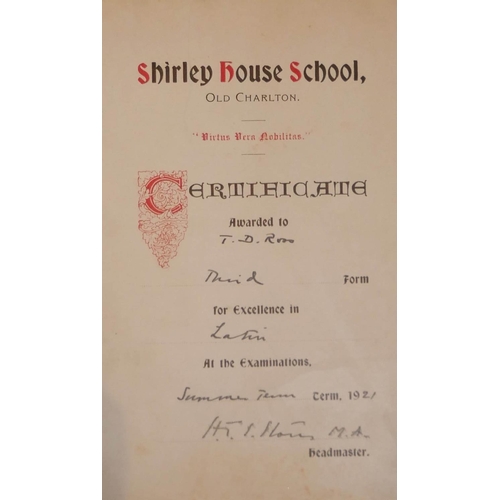 Shirley House School,
OLD CHARLTON.
"Virtus Vera Nobilitas."
CERTIFICATE
Awarded to
T. D. Ross
Third Form
for Excellence in
Latin
At the Examinations,
Summer Term Term, 1921
M.A.
Headmaster.